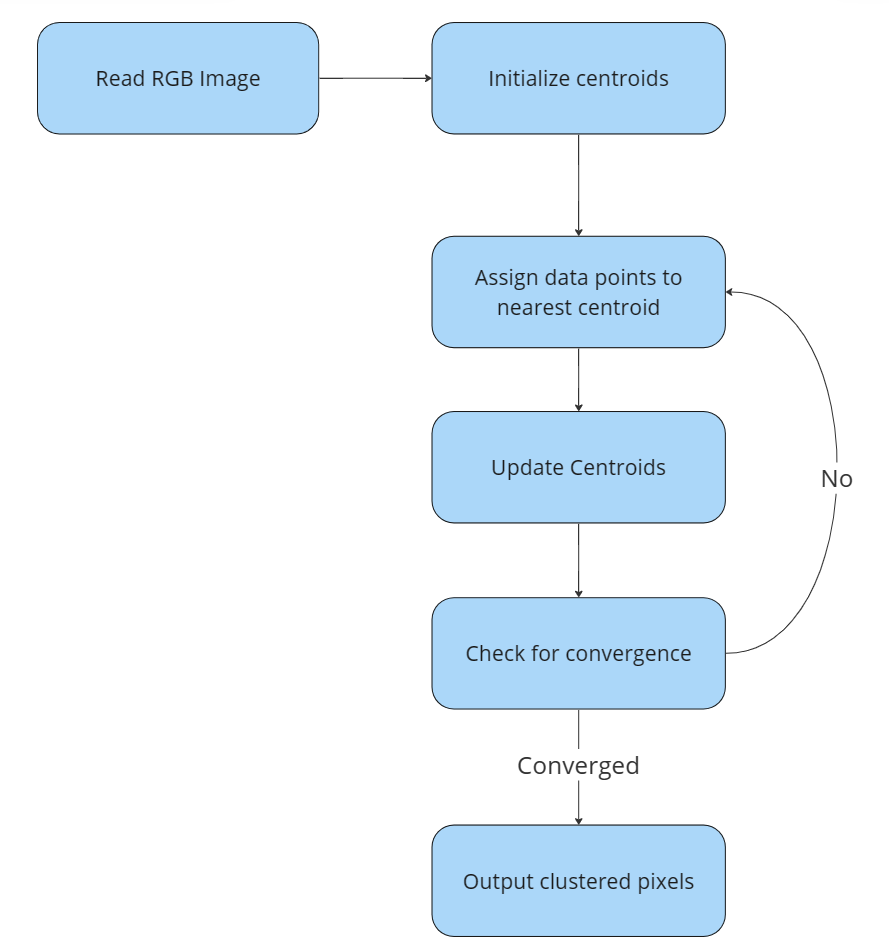 Read RGB Image
Initialize centroids
Assign data points to
nearest centroid
Update Centroids
No
Check for convergence
Converged
Output clustered pixels